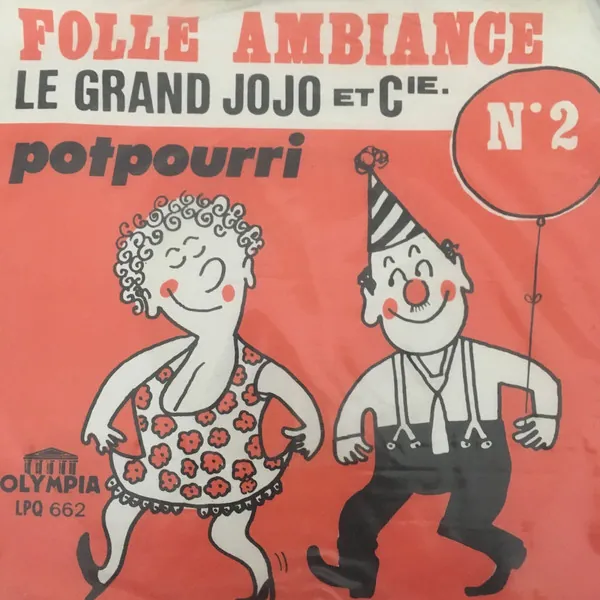 FOLLE AMBIANCE
LE GRAND JOJO ET CIE.
N°2
potpourri
OLYMPIA
LPQ 662